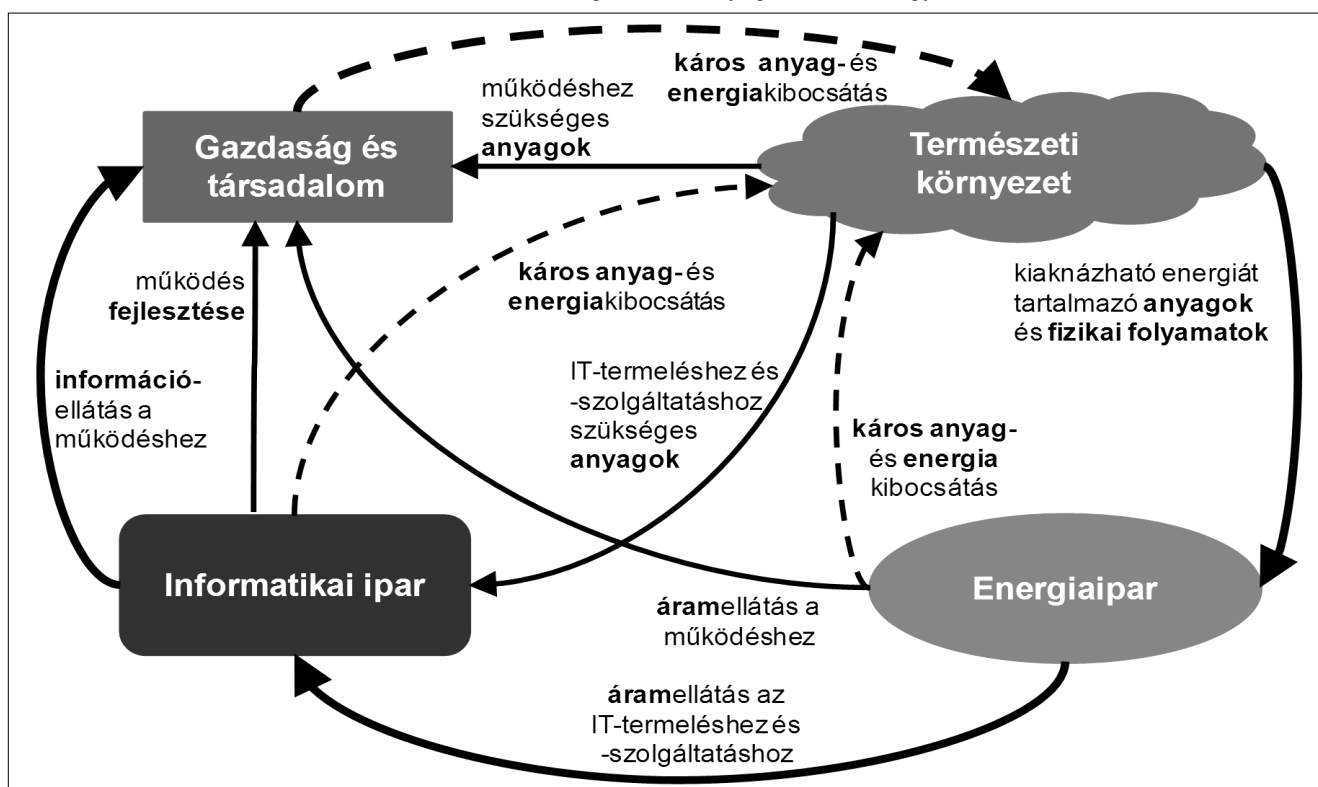 káros anyag- és
energiakibocsátás
működéshez
szükséges
anyagok
Gazdaság és
társadalom
Természeti
környezet
működés
fejlesztése
káros anyag- és
energiakibocsátás
kiaknázható energiát
tartalmazó anyagok
és fizikai folyamatok
információ-
ellátás a
működéshez
IT-termeléshez és
-szolgáltatáshoz
szükséges
anyagok
káros anyag-
és energia
kibocsátás
Informatikai ipar
Energiaipar
áramellátás a
működéshez
áramellátás az
IT-termeléshez és
-szolgáltatáshoz